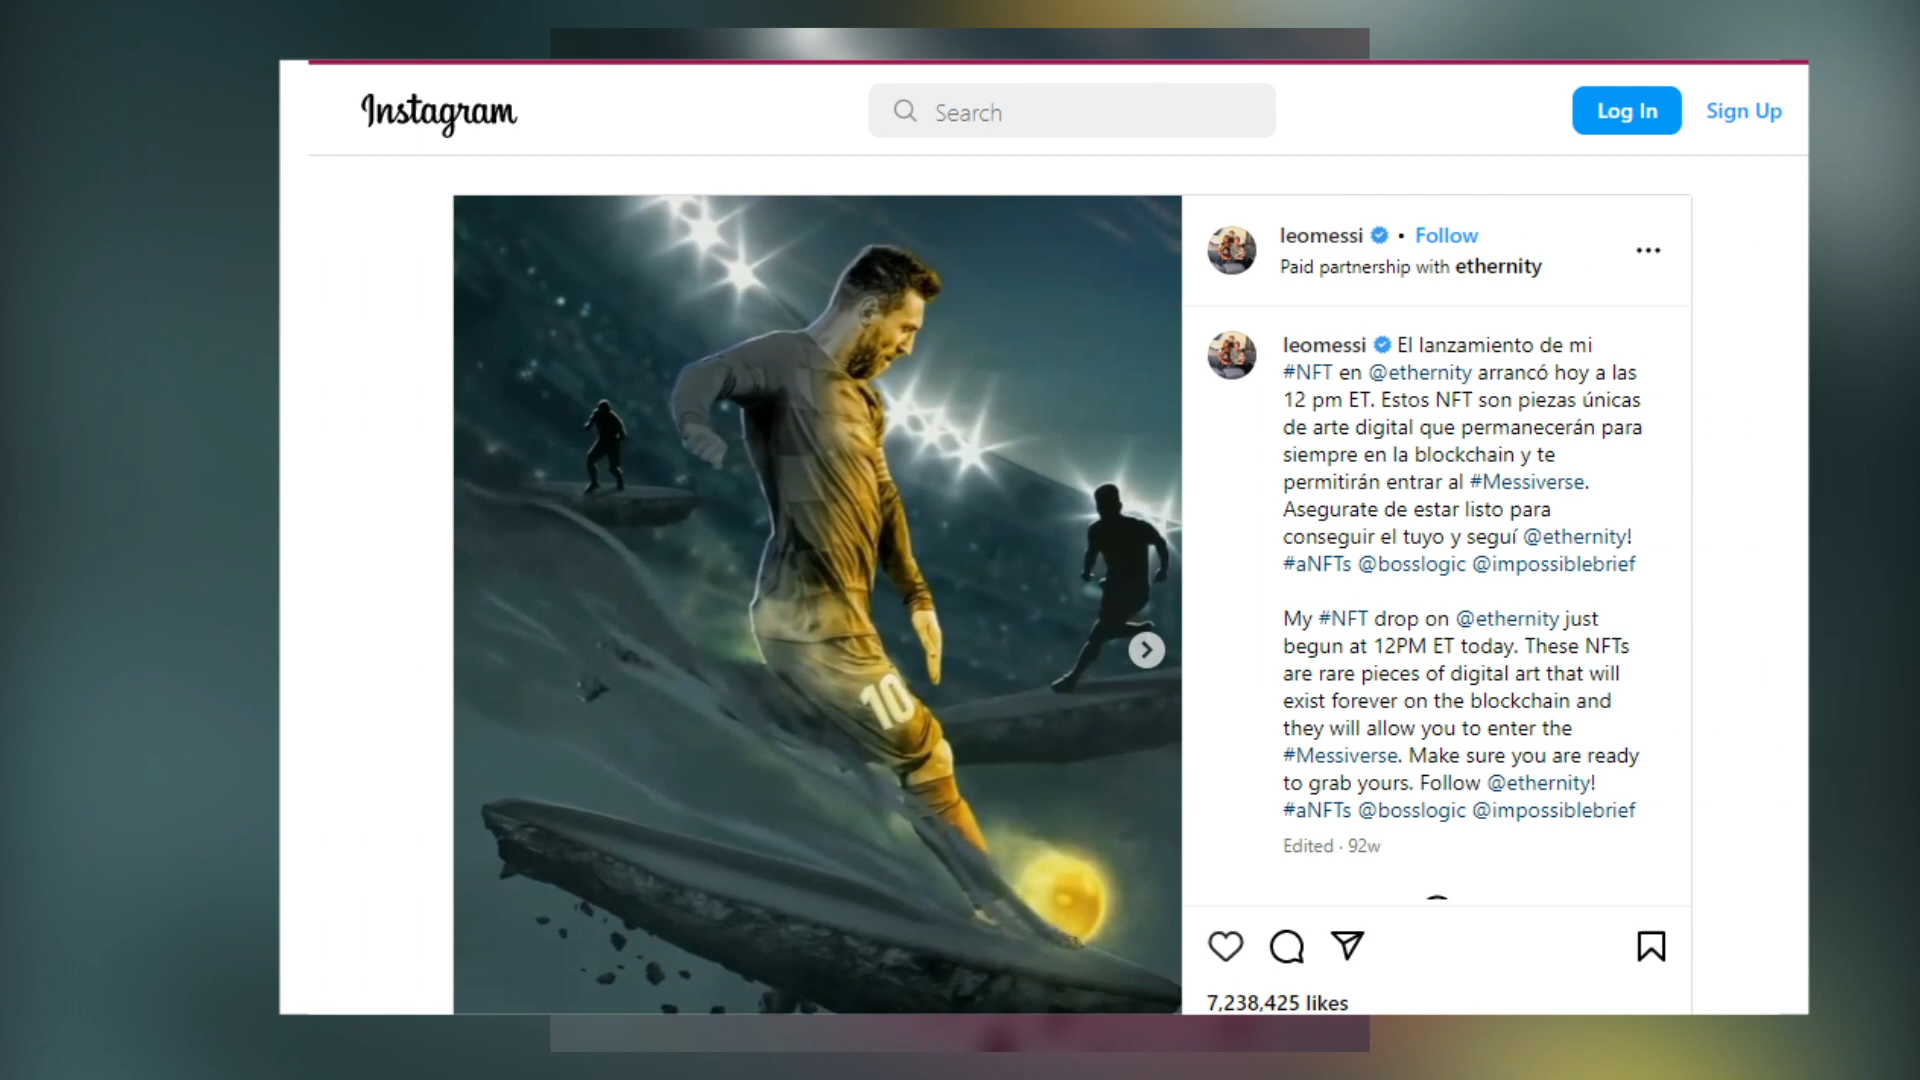 Instagram
Search
Log In
Sign Up
leomessi • Follow
Paid partnership with ethernity
leomessi El lanzamiento de mi
#NFT en @ethernity arrancó hoy a las
12 pm ET. Estos NFT son piezas únicas
de arte digital que permanecerán para
siempre en la blockchain y te
permitirán entrar al #Messiverse.
Asegurate de estar listo para
conseguir el tuyo y seguí @ethernity!
#aNFTs @bosslogic @impossiblebrief
My #NFT drop on @ethernity just
begun at 12PM ET today. These NFTs
are rare pieces of digital art that will
exist forever on the blockchain and
they will allow you to enter the
#Messiverse. Make sure you are ready
to grab yours. Follow @ethernity!
#aNFTs @bosslogic @impossiblebrief
Edited · 92w
7,238,425 likes
10